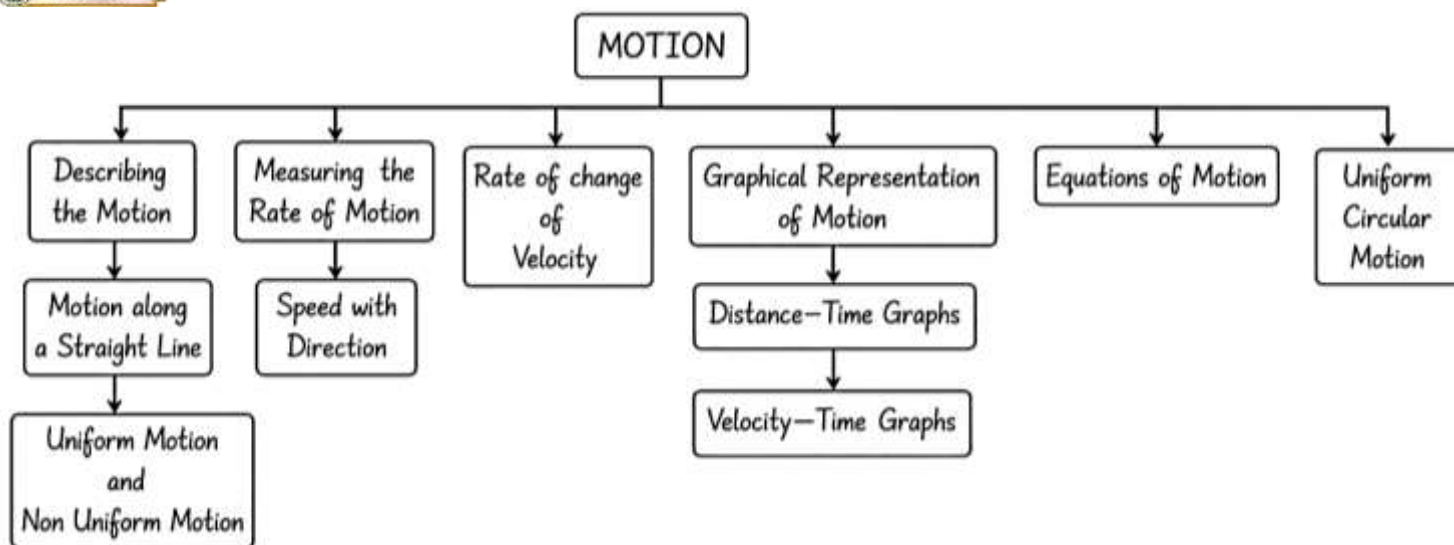 MOTION
Describing
the Motion
Motion along
a Straight Line
Uniform Motion
and
Non Uniform Motion
Measuring the
Rate of Motion
Speed with
Direction
Rate of change
of
Velocity
Graphical Representation
of Motion
Distance–Time Graphs
Velocity–Time Graphs
Equations of Motion
Uniform
Circular
Motion